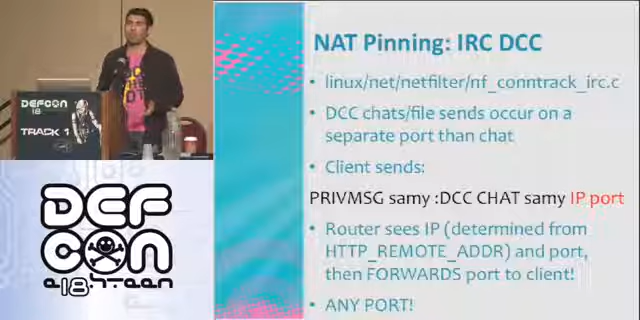 NAT Pinning: IRC DCC
• linux/net/netfilter/nf_conntrack_irc.c
• DCC chats/file sends occur on a
separate port than chat
• Client sends:
PRIVMSG samy :DCC CHAT samy IP port
• Router sees IP (determined from
HTTP_REMOTE_ADDR) and port,
then FORWARDS port to client!
• ANY PORT!
DEFCON
18
TRACK 1
DEF
CON
e18teen